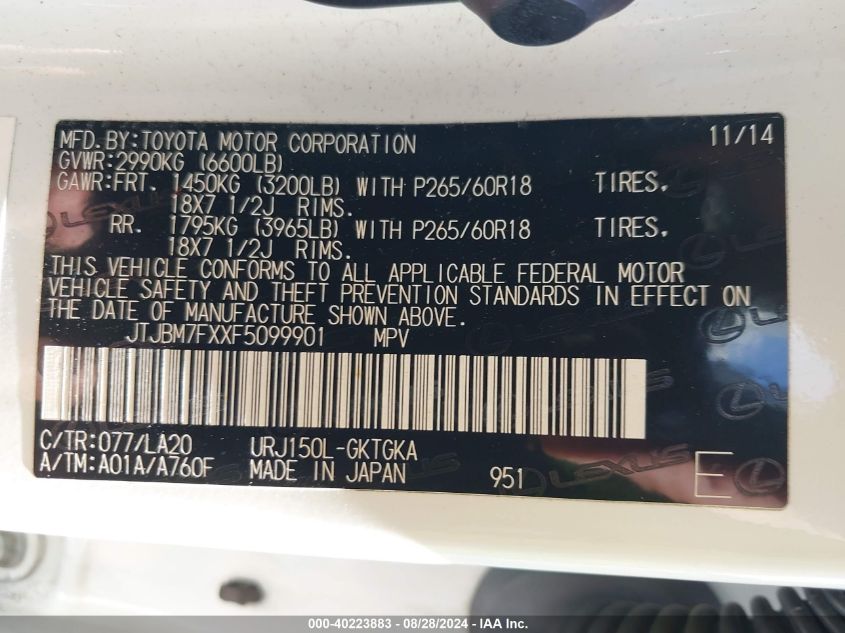 MFD. BY: TOYOTA MOTOR CORPORATION 11/14
GVWR: 2990KG (6600LB)
GAWR: FRT. 1450KG (3200LB) WITH P265/60R18 TIRES,
18X7 1/2J RIMS.
RR. 1795KG (3965LB) WITH P265/60R18 TIRES,
18X7 1/2J RIMS.
THIS VEHICLE CONFORMS TO ALL APPLICABLE FEDERAL MOTOR
VEHICLE SAFETY AND THEFT PREVENTION STANDARDS IN EFFECT ON
THE DATE OF MANUFACTURE SHOWN ABOVE.
JTJBM7FXXF5099901 MPV
C/TR: 077/LA20 URJ150L-GKTGKA
A/TM: A01A/A760F MADE IN JAPAN 951 E
LEXUS
LEXUS
LEXUS
000-40223883 - 08/28/2024 - Copyright © IAA, Inc.